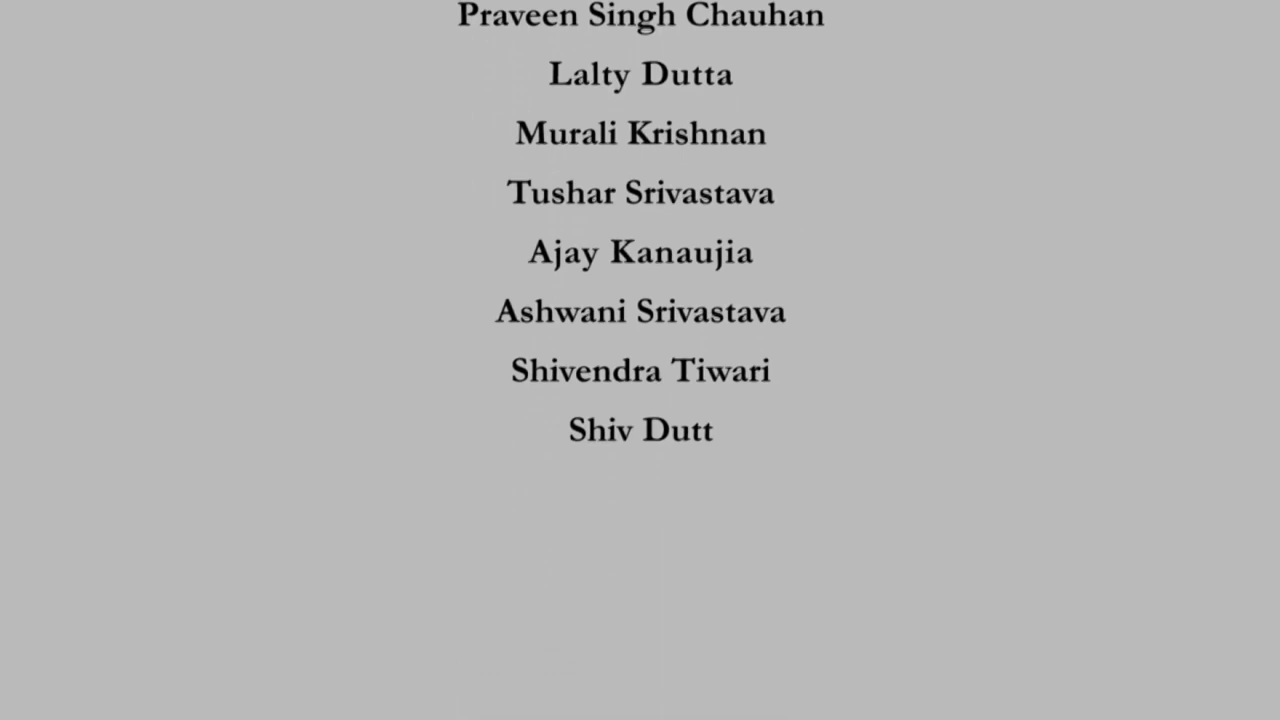 Praveen Singh Chauhan
Lalty Dutta
Murali Krishnan
Tushar Srivastava
Ajay Kanaujia
Ashwani Srivastava
Shivendra Tiwari
Shiv Dutt